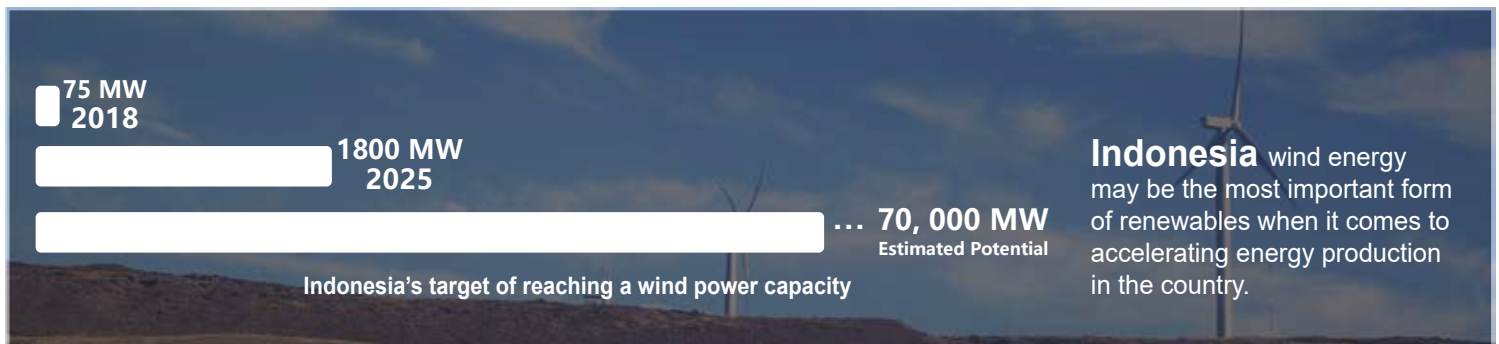 75 MW
2018
1800 MW
2025
... 70, 000 MW
Estimated Potential
Indonesia’s target of reaching a wind power capacity
Indonesia wind energy
may be the most important form
of renewables when it comes to
accelerating energy production
in the country.